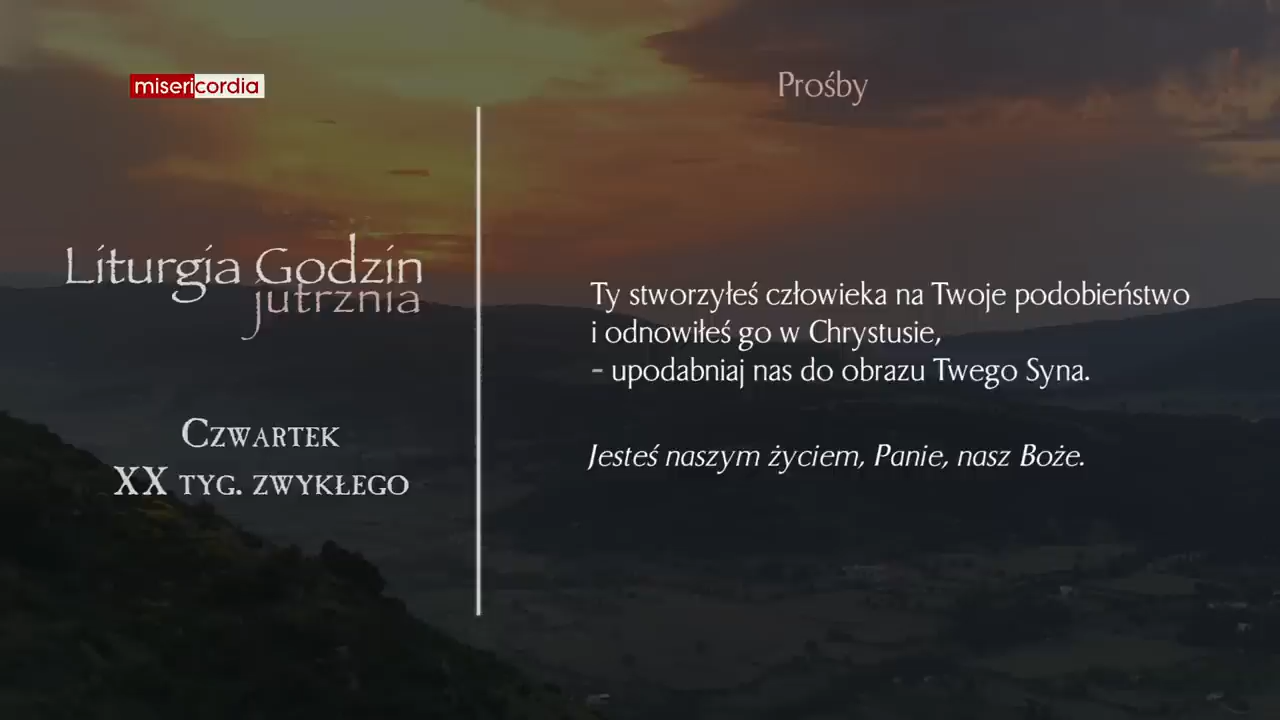 misericordia
Prośby
Liturgia Godzin
jutrznia
Czwartek
XX tyg. zwykłego
Ty stworzyłeś człowieka na Twoje podobieństwo
i odnowiłeś go w Chrystusie,
- upodabniaj nas do obrazu Twego Syna.
Jesteś naszym życiem, Panie, nasz Boże.